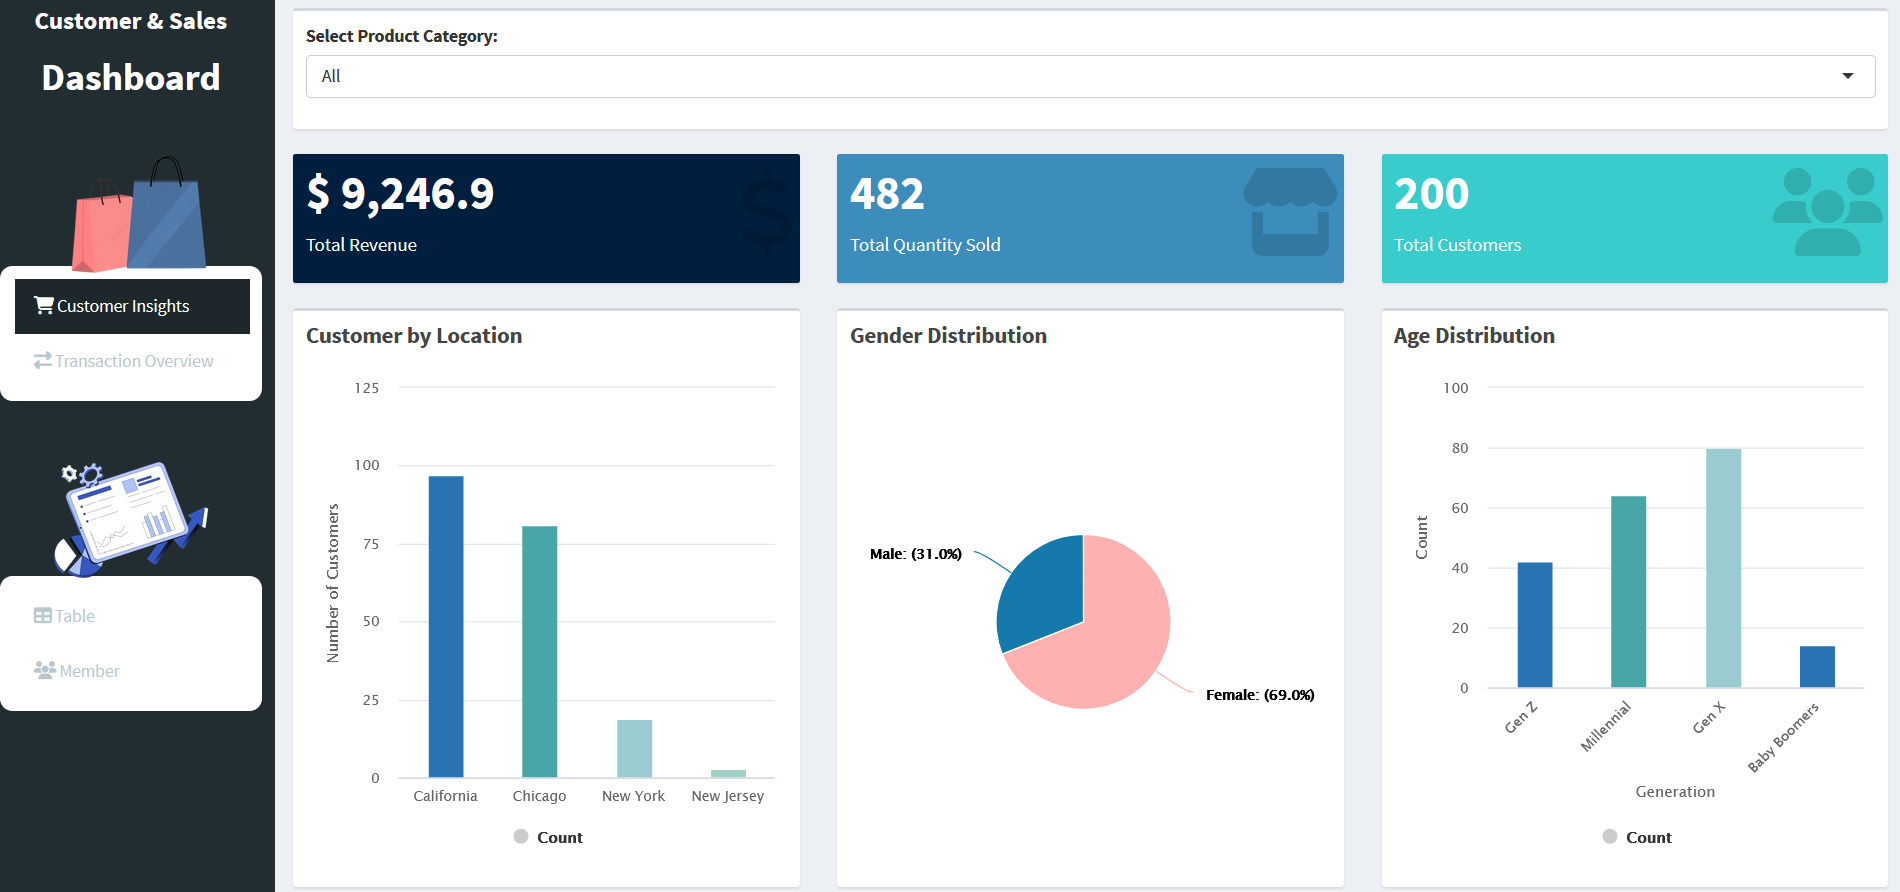 Customer & Sales
Dashboard
Customer Insights
Transaction Overview
Table
Member
Select Product Category:
All
$ 9,246.9
Total Revenue
482
Total Quantity Sold
200
Total Customers
Customer by Location
125
100
75
50
25
0
Number of Customers
California
Chicago
New York
New Jersey
Count
Gender Distribution
Male: (31.0%)
Female: (69.0%)
Age Distribution
100
80
60
40
20
0
Count
Gen Z
Millennial
Gen X
Baby Boomers
Generation
Count